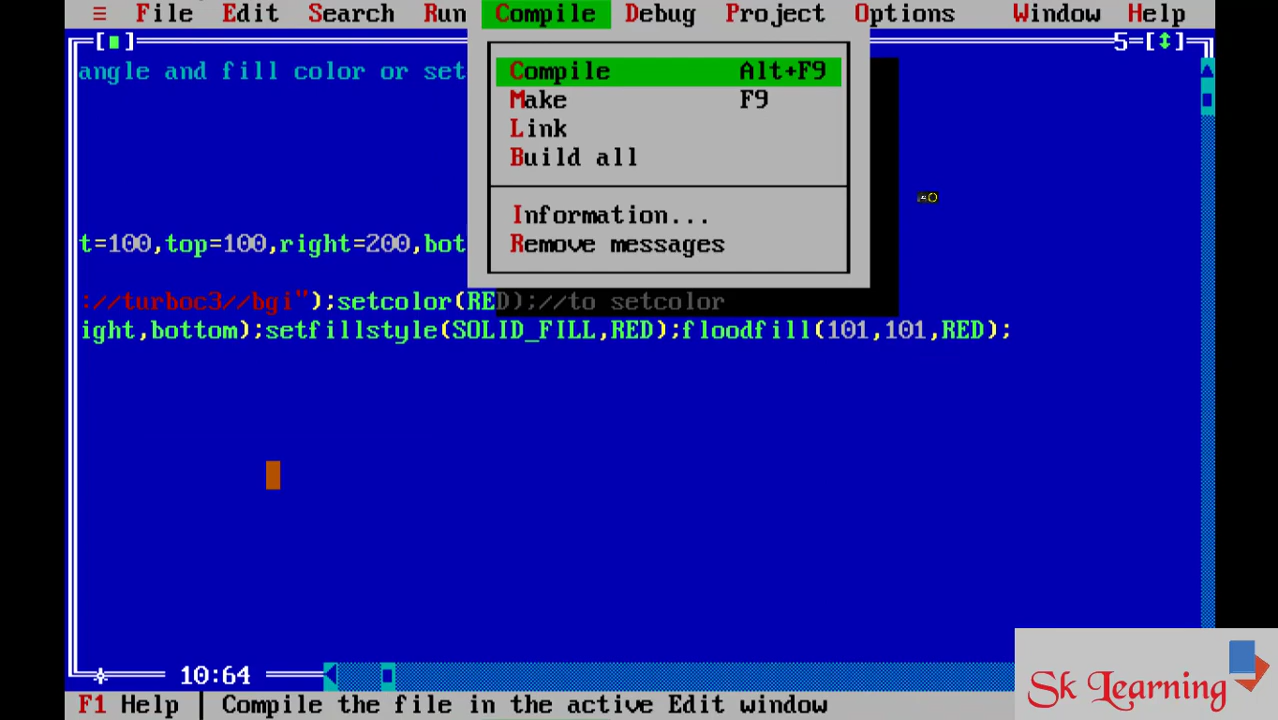 ≡ File Edit Search Run Compile Debug Project Options Window Help
[■] 5=[↕]
angle and fill color or set
Compile Alt+F9
Make F9
Link
Build all
Information...
Remove messages
t=100,top=100,right=200,bot
://turboc3//bgi");setcolor(RED);//to setcolor
ight,bottom);setfillstyle(SOLID_FILL,RED);floodfill(101,101,RED);
10:64
F1 Help | Compile the file in the active Edit window
Sk Learning